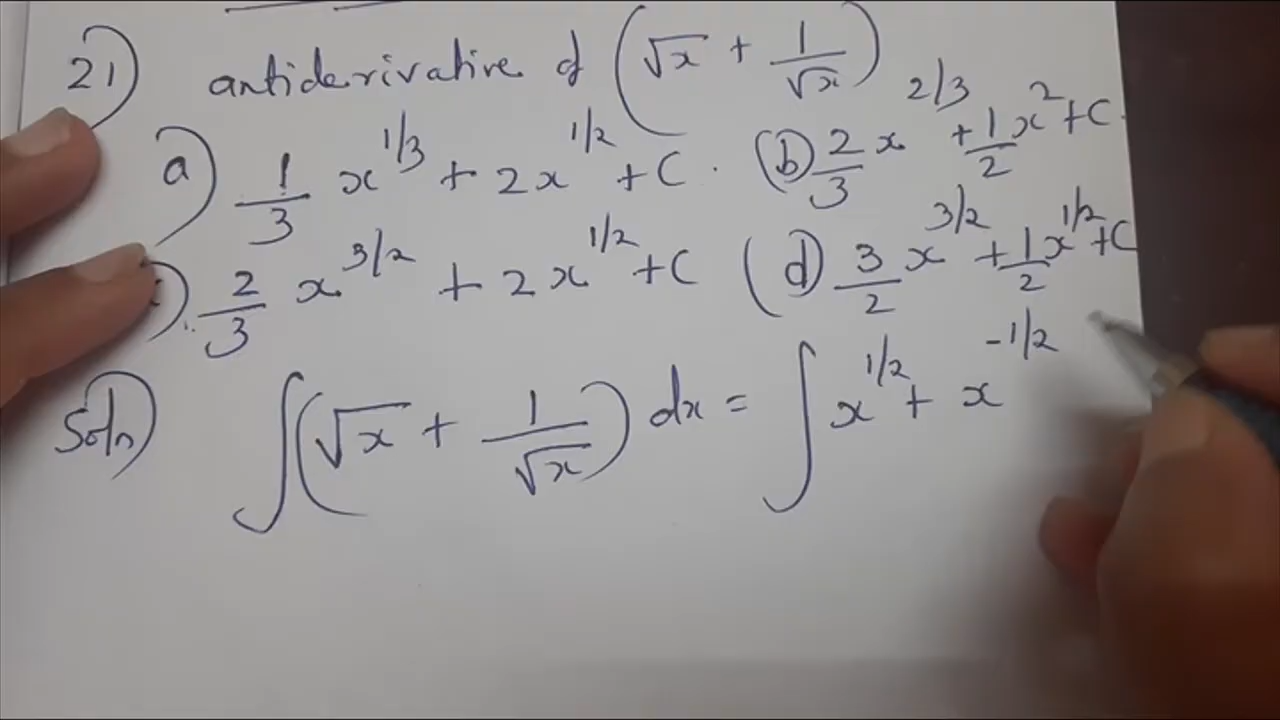 21) antiderivative of (√x + 1/√x)
a) 1/3 x^1/3 + 2x^1/2 + C. (b) 2/3 x^2/3 + 1/2 x^2 + C.
) 2/3 x^3/2 + 2x^1/2 + C (d) 3/2 x^3/2 + 1/2 x^1/2 + C
Soln) ∫(√x + 1/√x) dx = ∫ x^1/2 + x^-1/2